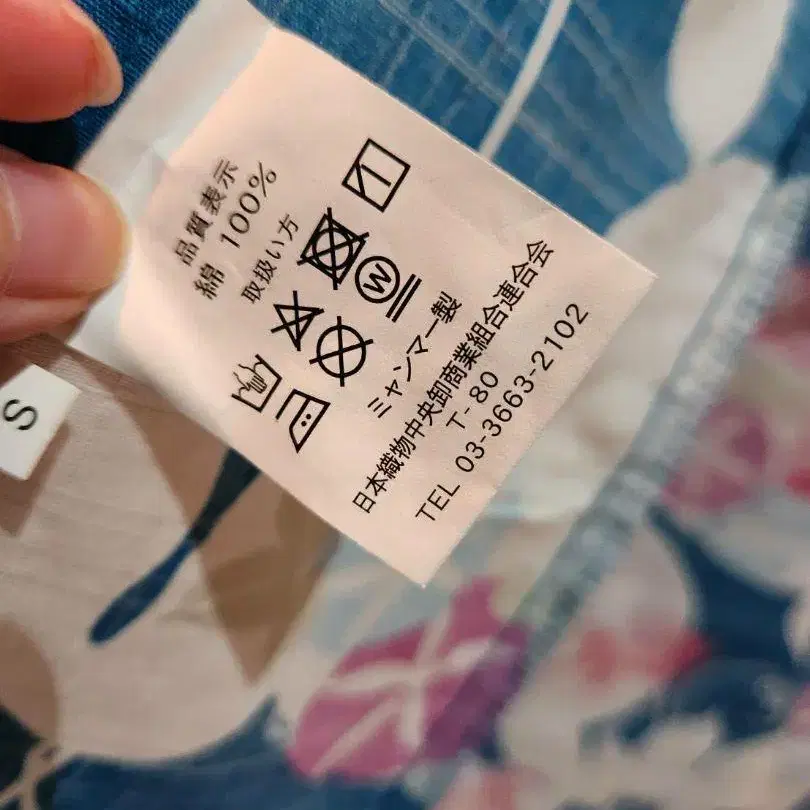 品質表示
綿 100%
取扱い方
W
ミャンマー製
日本織物中央卸商業組合連合会
T-80
TEL 03-3663-2102
S